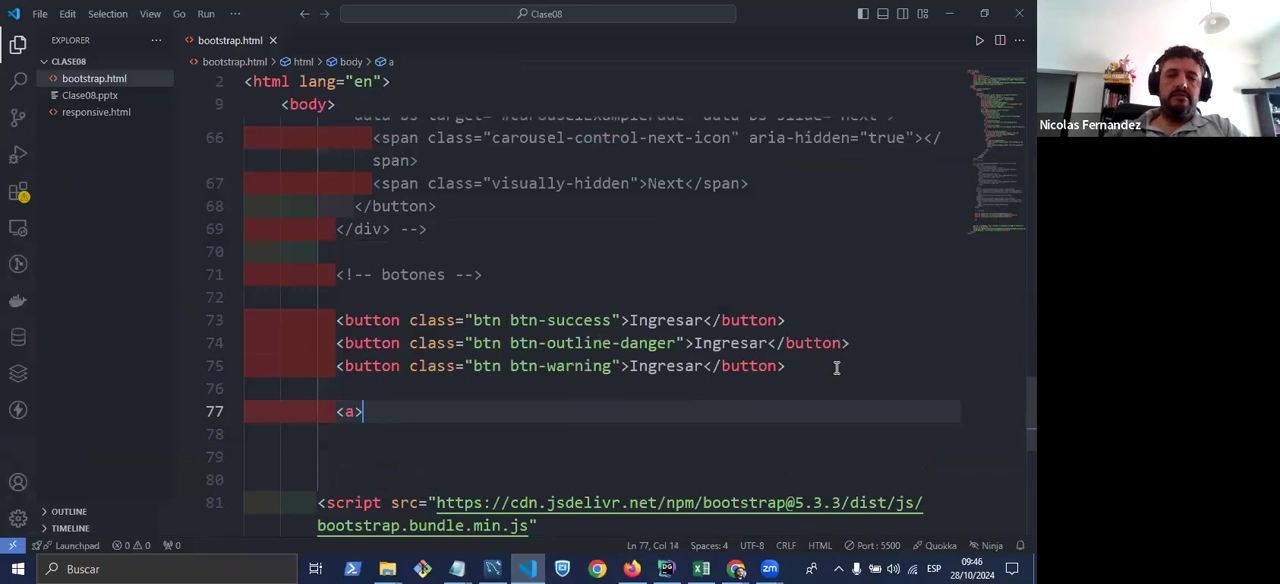 File Edit Selection View Go Run ··· Clase08
EXPLORER ···
CLASE08
bootstrap.html
Clase08.pptx
responsive.html
OUTLINE
TIMELINE
bootstrap.html
bootstrap.html > html > body > a
2 <html lang="en">
9 <body>
66 <span class="carousel-control-next-icon" aria-hidden="true"></
span>
67 <span class="visually-hidden">Next</span>
68 </button>
69 </div> -->
70
71 <!-- botones -->
72
73 <button class="btn btn-success">Ingresar</button>
74 <button class="btn btn-outline-danger">Ingresar</button>
75 <button class="btn btn-warning">Ingresar</button>
76
77 <a>
78
79
80
81 <script src="https://cdn.jsdelivr.net/npm/bootstrap@5.3.3/dist/js/
bootstrap.bundle.min.js"
Nicolas Fernandez
Launchpad 0 0 0 Ln 77, Col 14 Spaces: 4 UTF-8 CRLF HTML Port : 5500 Quokka Ninja
Buscar ESP 09:46
28/10/2024